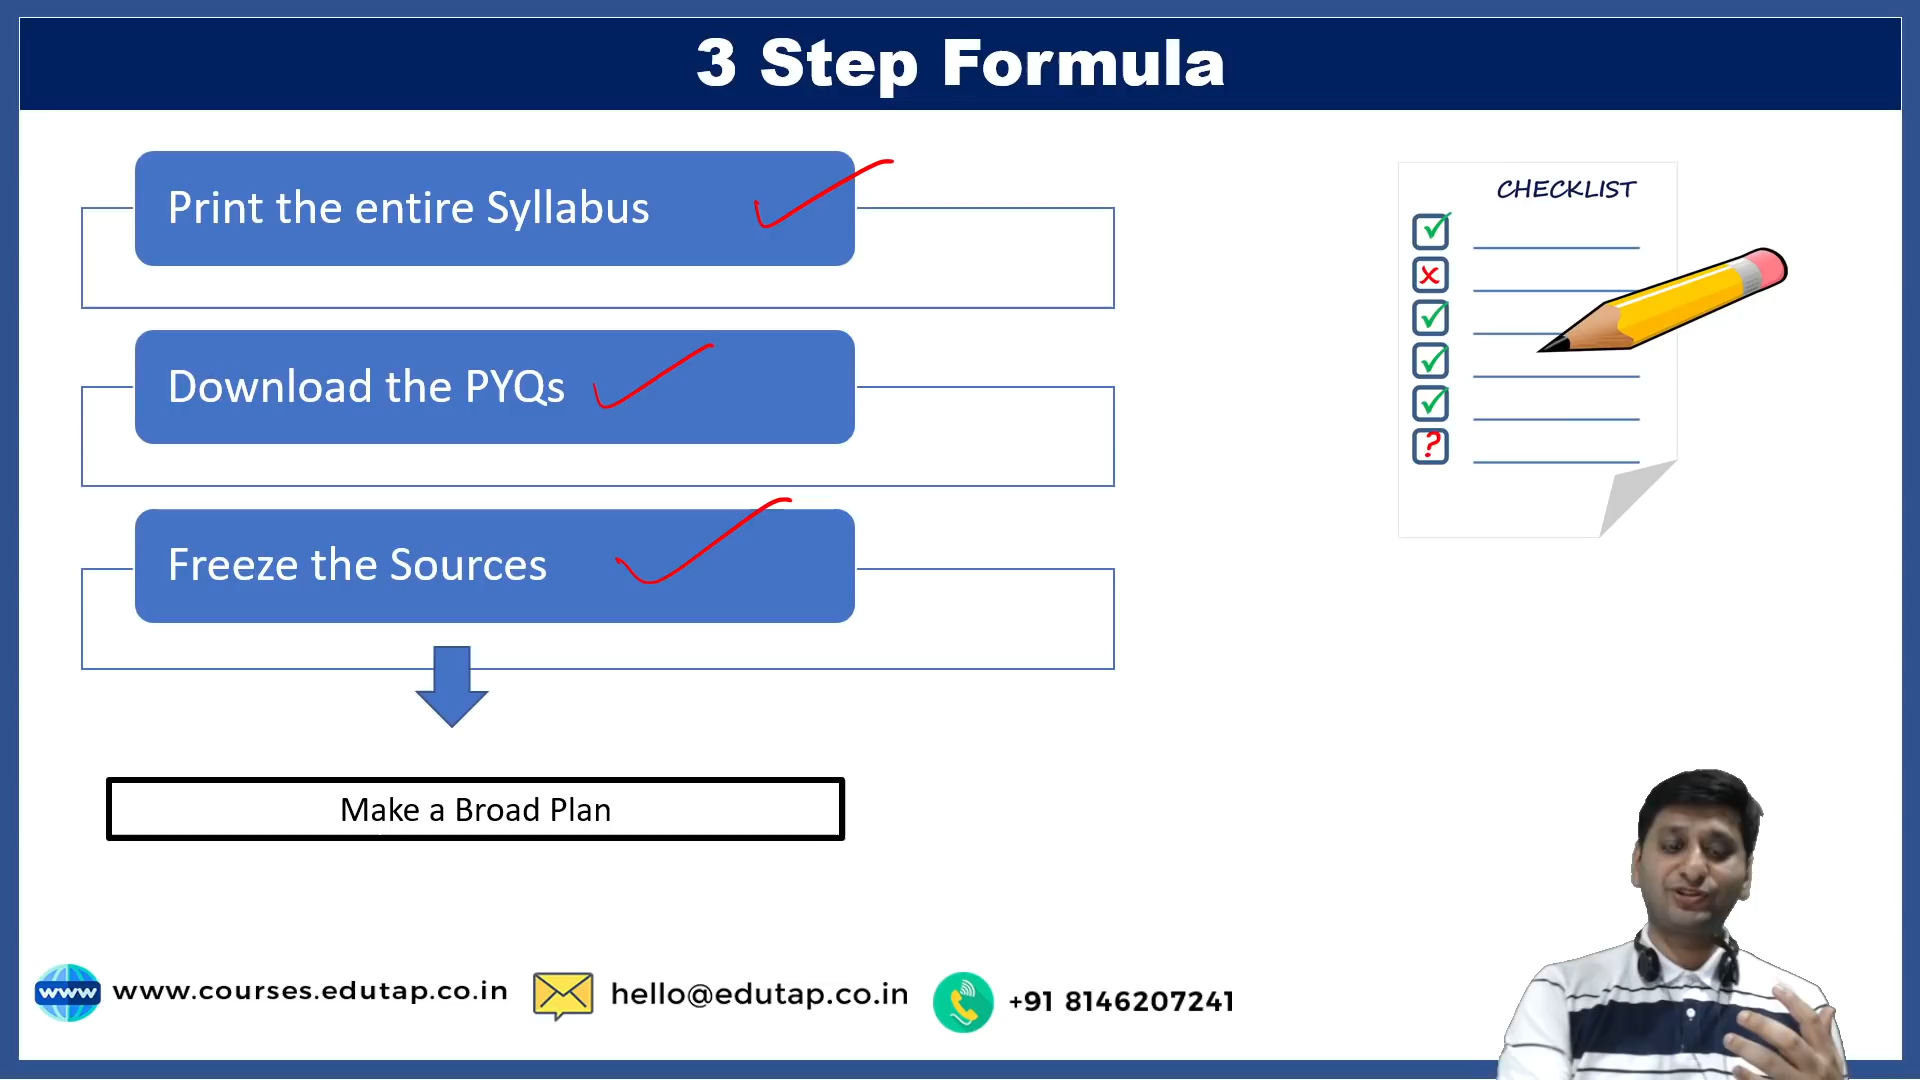 3 Step Formula
Print the entire Syllabus
Download the PYQs
Freeze the Sources
Make a Broad Plan
CHECKLIST
?
www www.courses.edutap.co.in hello@edutap.co.in +91 8146207241